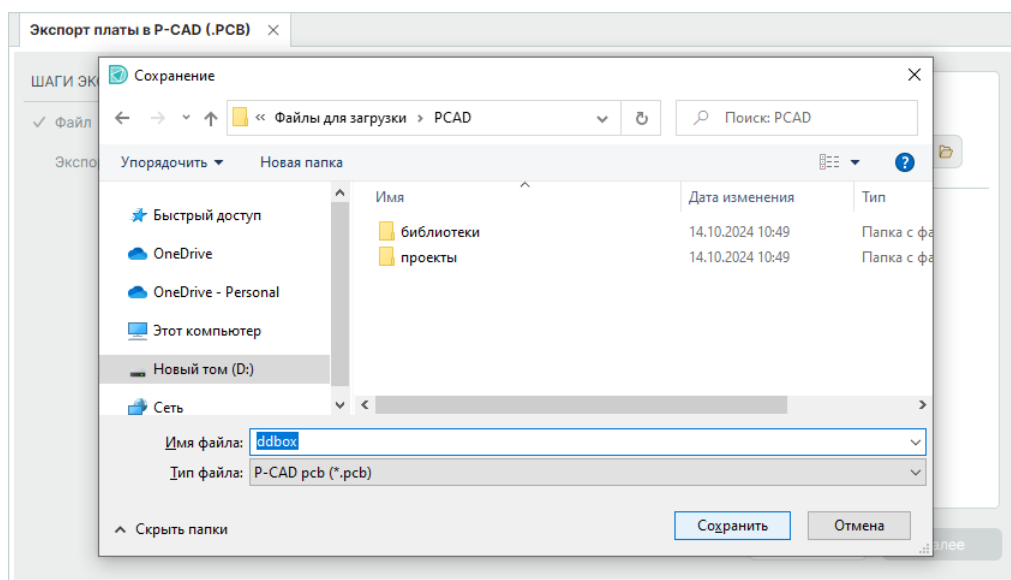 Экспорт платы в P-CAD (.PCB)
ШАГИ ЭК
Сохранение
Файл
« Файлы для загрузки › PCAD
Поиск: PCAD
Экспо
Упорядочить
Новая папка
Имя
Дата изменения
Тип
Быстрый доступ
библиотеки
14.10.2024 10:49
Папка с фа
OneDrive
проекты
14.10.2024 10:49
Папка с фа
OneDrive - Personal
Этот компьютер
Новый том (D:)
Сеть
Имя файла: ddbox
Тип файла: P-CAD pcb (*.pcb)
Скрыть папки
Сохранить
Отмена
алее